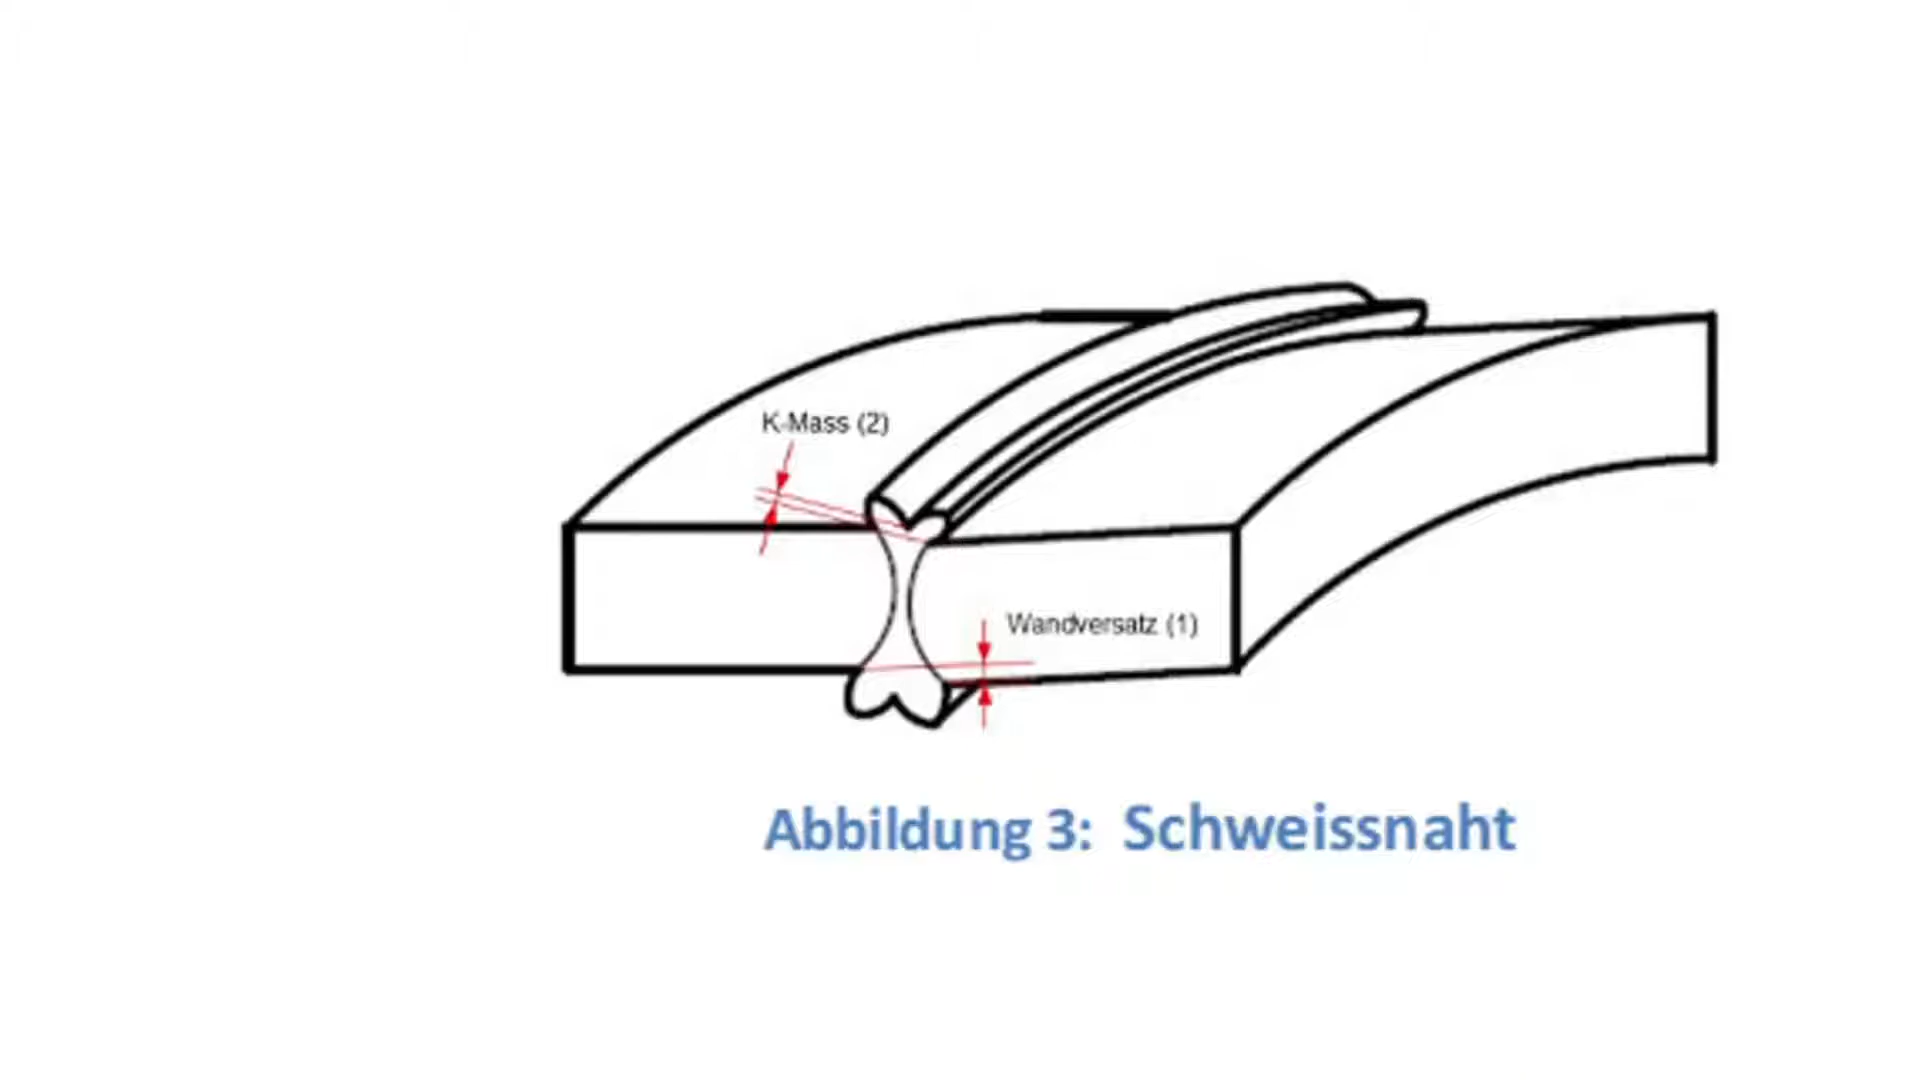 K-Mass (2)
Wandversatz (1)
Abbildung 3: Schweissnaht